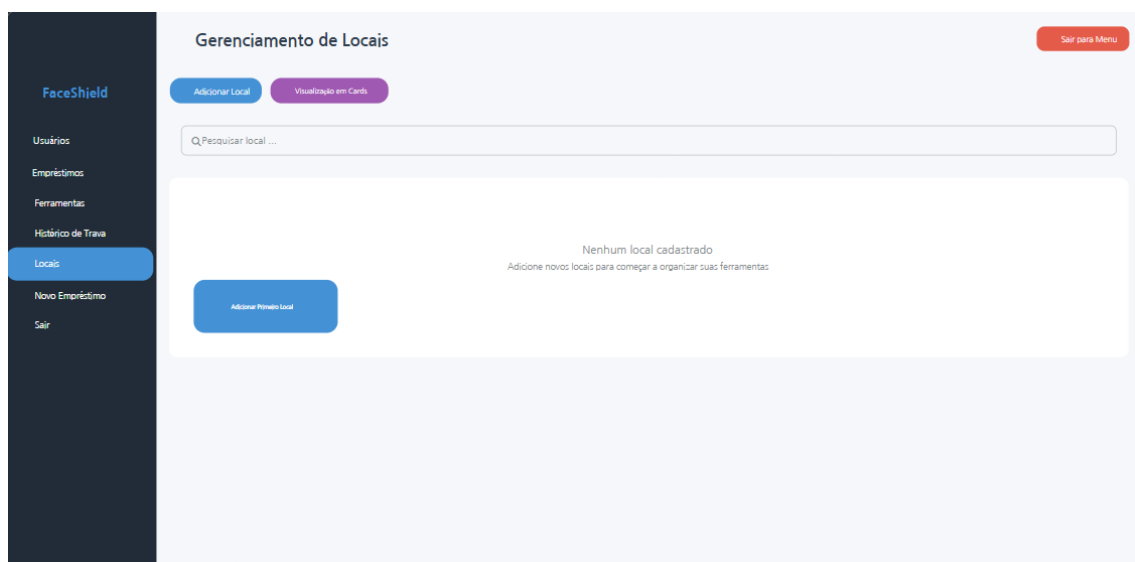 Gerenciamento de Locais
Sair para Menu
FaceShield
Adicionar Local
Visualização em Cards
Usuários
Pesquisar local ...
Empréstimos
Ferramentas
Histórico de Trava
Locais
Novo Empréstimo
Sair
Nenhum local cadastrado
Adicione novos locais para começar a organizar suas ferramentas
Adicionar Primeiro Local